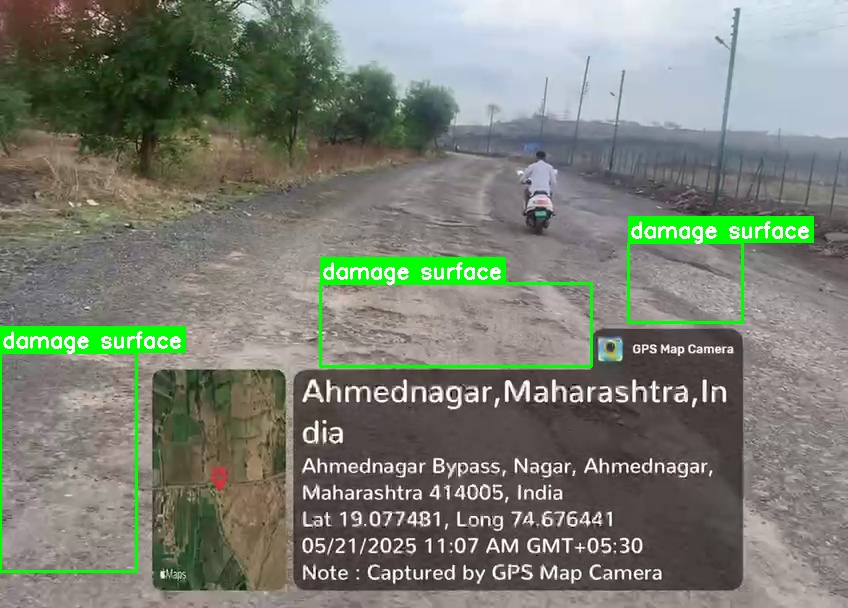 damage surface
damage surface
damage surface
GPS Map Camera
Ahmednagar,Maharashtra,In
dia
Ahmednagar Bypass, Nagar, Ahmednagar,
Maharashtra 414005, India
Lat 19.077481, Long 74.676441
05/21/2025 11:07 AM GMT+05:30
Note : Captured by GPS Map Camera
Maps